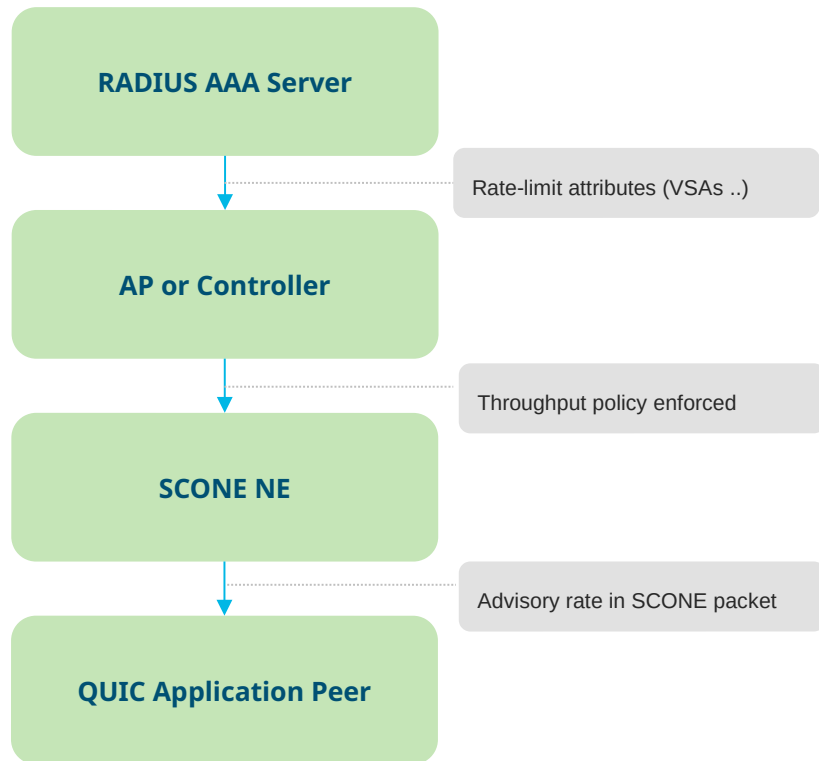 RADIUS AAA Server
Rate-limit attributes (VSAs ..)
AP or Controller
Throughput policy enforced
SCONE NE
Advisory rate in SCONE packet
QUIC Application Peer